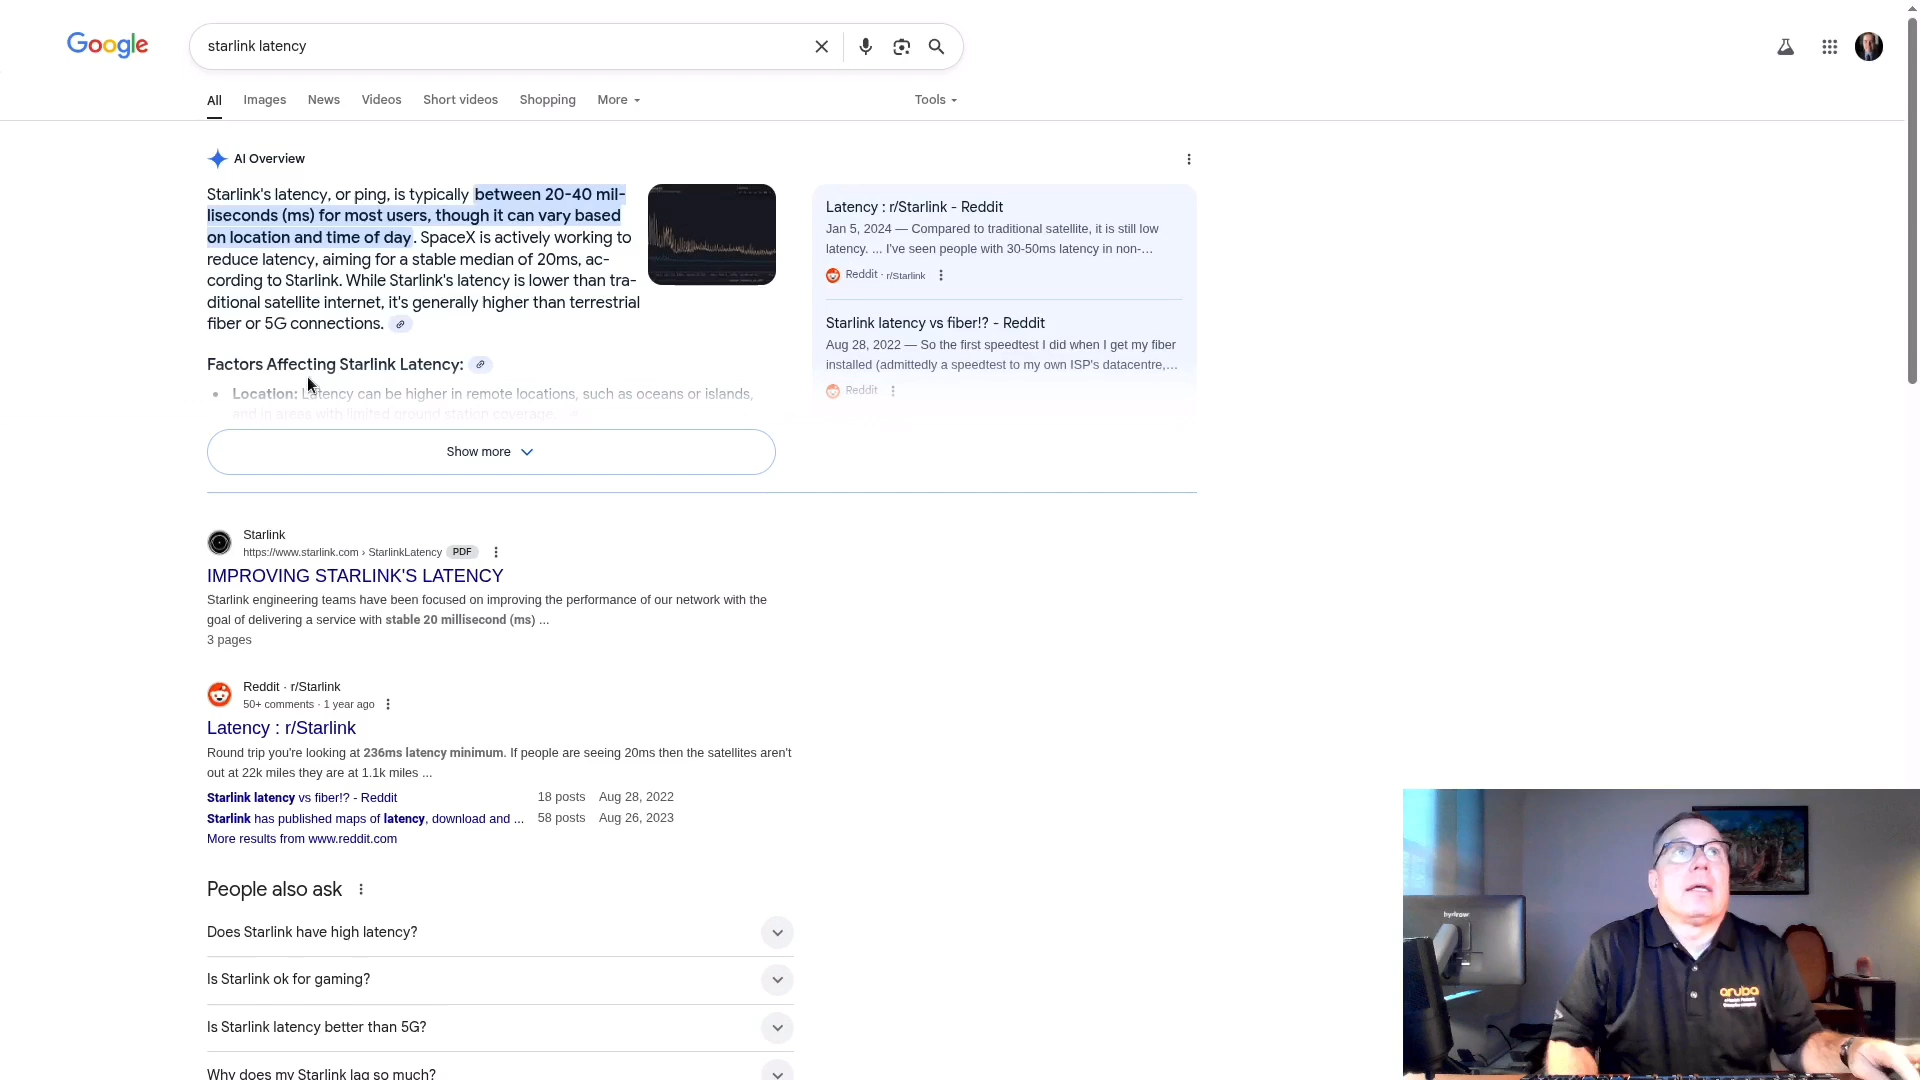 Google
starlink latency
All
Images
News
Videos
Short videos
Shopping
More
Tools
AI Overview
Starlink's latency, or ping, is typically between 20-40 mil-
liseconds (ms) for most users, though it can vary based
on location and time of day. SpaceX is actively working to
reduce latency, aiming for a stable median of 20ms, ac-
cording to Starlink. While Starlink's latency is lower than tra-
ditional satellite internet, it's generally higher than terrestrial
fiber or 5G connections.
Factors Affecting Starlink Latency:
• Location: Latency can be higher in remote locations, such as oceans or islands,
and in areas with limited ground station coverage.
Show more
Latency : r/Starlink - Reddit
Jan 5, 2024 — Compared to traditional satellite, it is still low
latency. ... I've seen people with 30-50ms latency in non-...
Reddit · r/Starlink
Starlink latency vs fiber!? - Reddit
Aug 28, 2022 — So the first speedtest I did when I get my fiber
installed (admittedly a speedtest to my own ISP's datacentre,...
Reddit
Starlink
https://www.starlink.com › StarlinkLatency PDF
IMPROVING STARLINK'S LATENCY
Starlink engineering teams have been focused on improving the performance of our network with the
goal of delivering a service with stable 20 millisecond (ms) ...
3 pages
Reddit · r/Starlink
50+ comments · 1 year ago
Latency : r/Starlink
Round trip you're looking at 236ms latency minimum. If people are seeing 20ms then the satellites aren't
out at 22k miles they are at 1.1k miles ...
Starlink latency vs fiber!? - Reddit 18 posts Aug 28, 2022
Starlink has published maps of latency, download and ... 58 posts Aug 26, 2023
More results from www.reddit.com
People also ask
Does Starlink have high latency?
Is Starlink ok for gaming?
Is Starlink latency better than 5G?
Why does my Starlink lag so much?
aruba